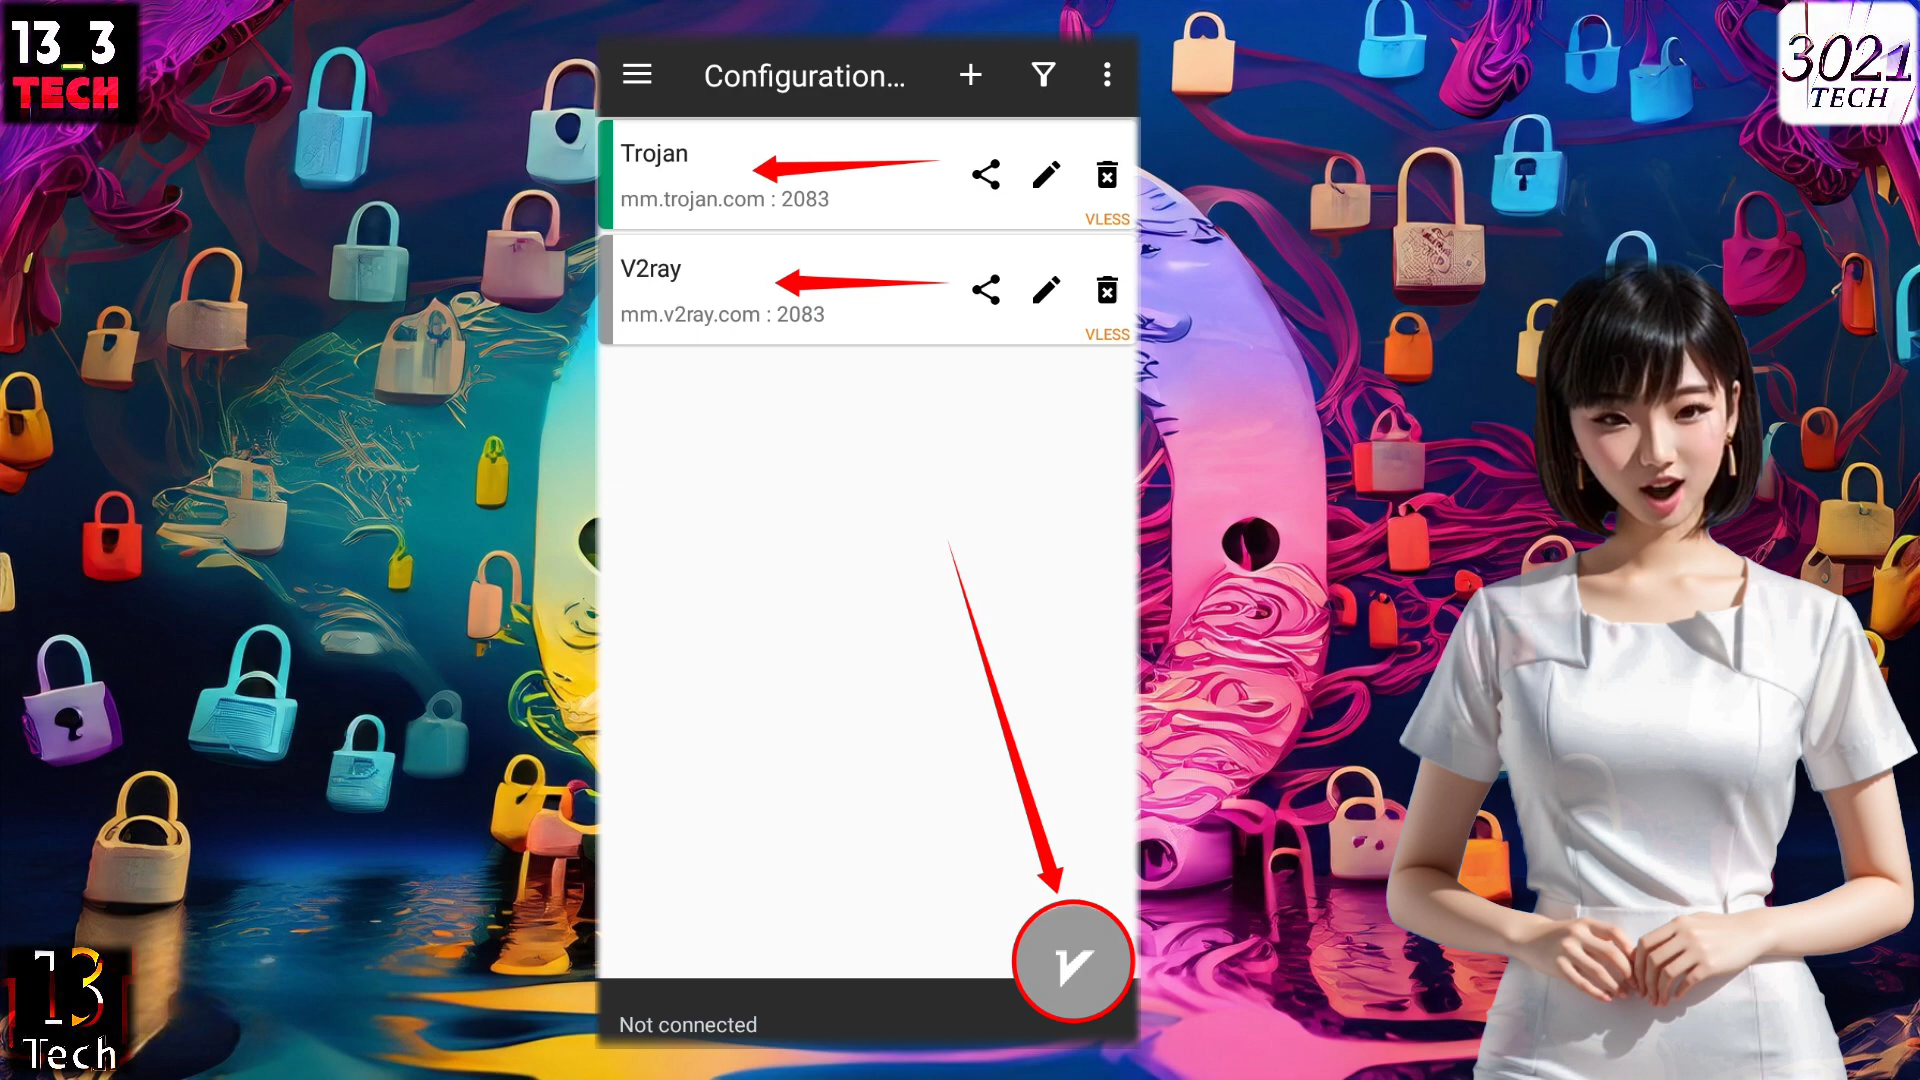 13_3
TECH
3021
TECH
Configuration...
Trojan
mm.trojan.com : 2083
VLESS
V2ray
mm.v2ray.com : 2083
VLESS
Not connected
13
Tech